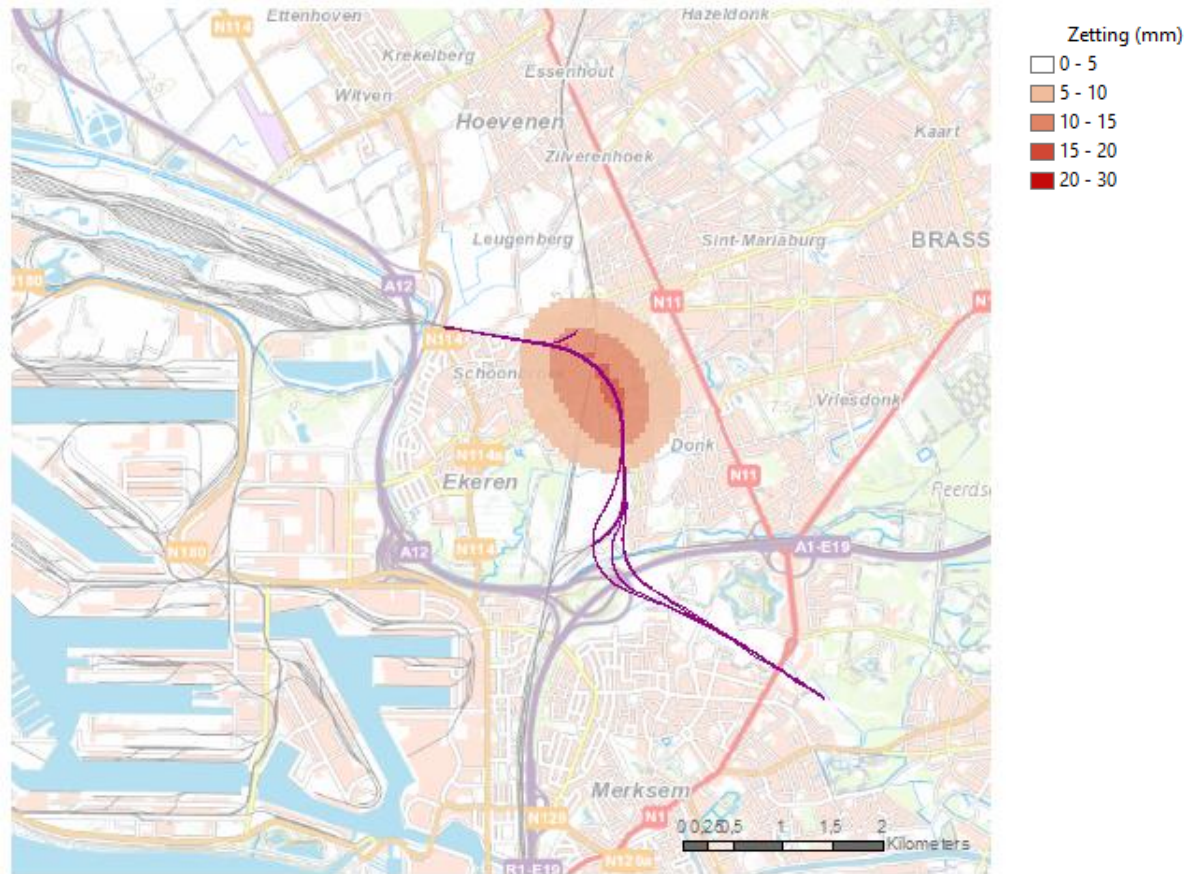 Ettenhoven
Hazeldonk
N114
Krekelberg
Essenhout
Witven
Hoevenen
Kaart
Zilverenhoek
Leugenberg
Sint-Mariaburg
BRASS
A12
N11
N114
Vriesdonk
N114a
Donk
N11
Ekeren
N180
A12
N114
A1-E19
Merksem
N1
N129
N129a
R1-E19
0 0,25 0,5 1 1,5 2
Kilometers
Zetting (mm)
0 - 5
5 - 10
10 - 15
15 - 20
20 - 30